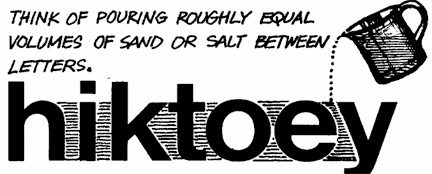 THINK OF POURING ROUGHLY EQUAL
VOLUMES OF SAND OR SALT BETWEEN
LETTERS.
hiktoey